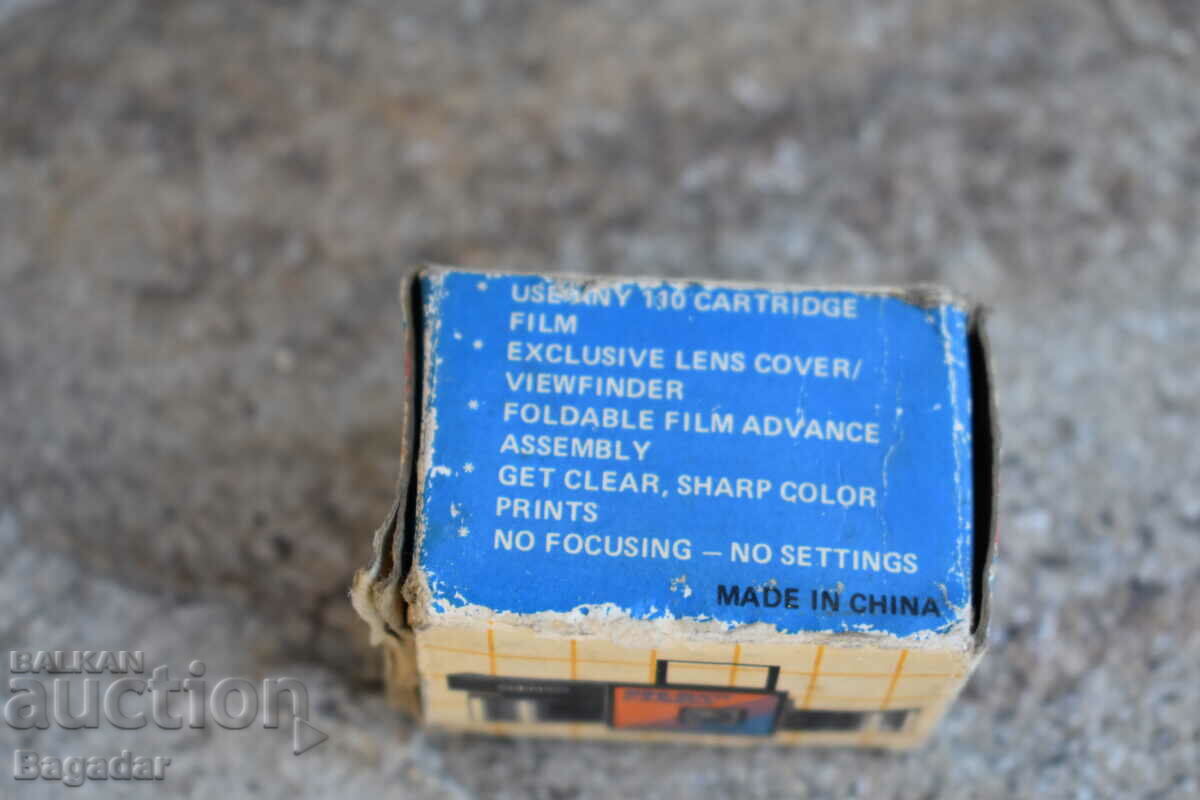 * USE ANY 110 CARTRIDGE
FILM
* EXCLUSIVE LENS COVER/
VIEWFINDER
* FOLDABLE FILM ADVANCE
ASSEMBLY
* GET CLEAR, SHARP COLOR
PRINTS
* NO FOCUSING – NO SETTINGS
MADE IN CHINA
BALKAN
auction
Bagadar